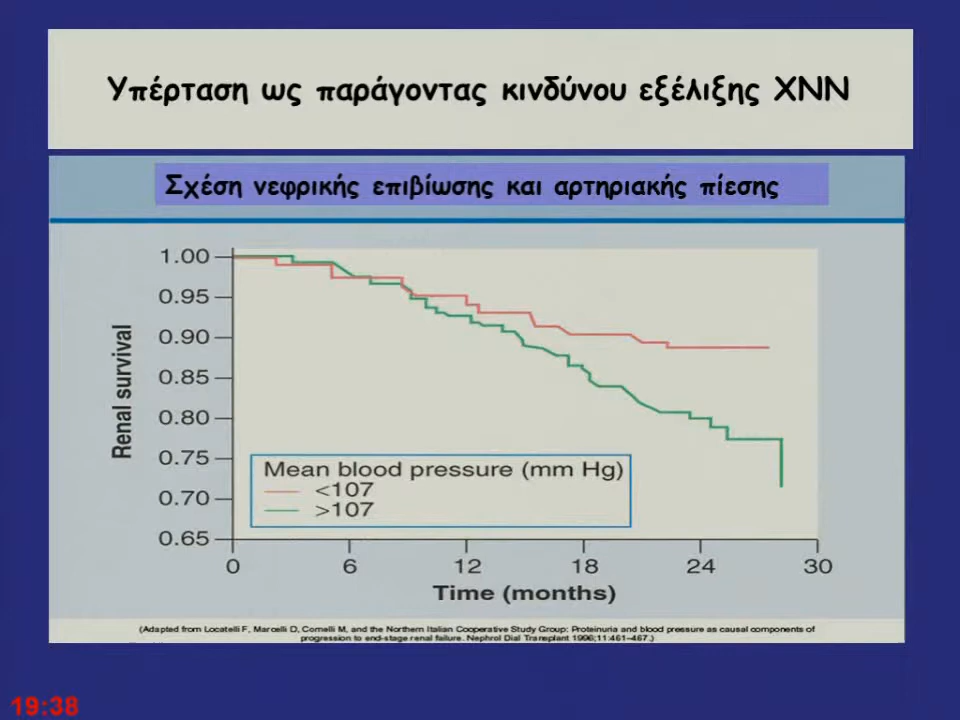 Υπέρταση ως παράγοντας κινδύνου εξέλιξης ΧΝΝ
Σχέση νεφρικής επιβίωσης και αρτηριακής πίεσης
1.00
0.95
0.90
0.85
0.80
0.75
0.70
0.65
Renal survival
Mean blood pressure (mm Hg)
<107
>107
0 6 12 18 24 30
Time (months)
(Adapted from Locatelli F, Marcelli D, Comelli M, and the Northern Italian Cooperative Study Group: Proteinuria and blood pressure as causal components of
progression to end-stage renal failure. Nephrol Dial Transplant 1996;11:461–467.)
19:38